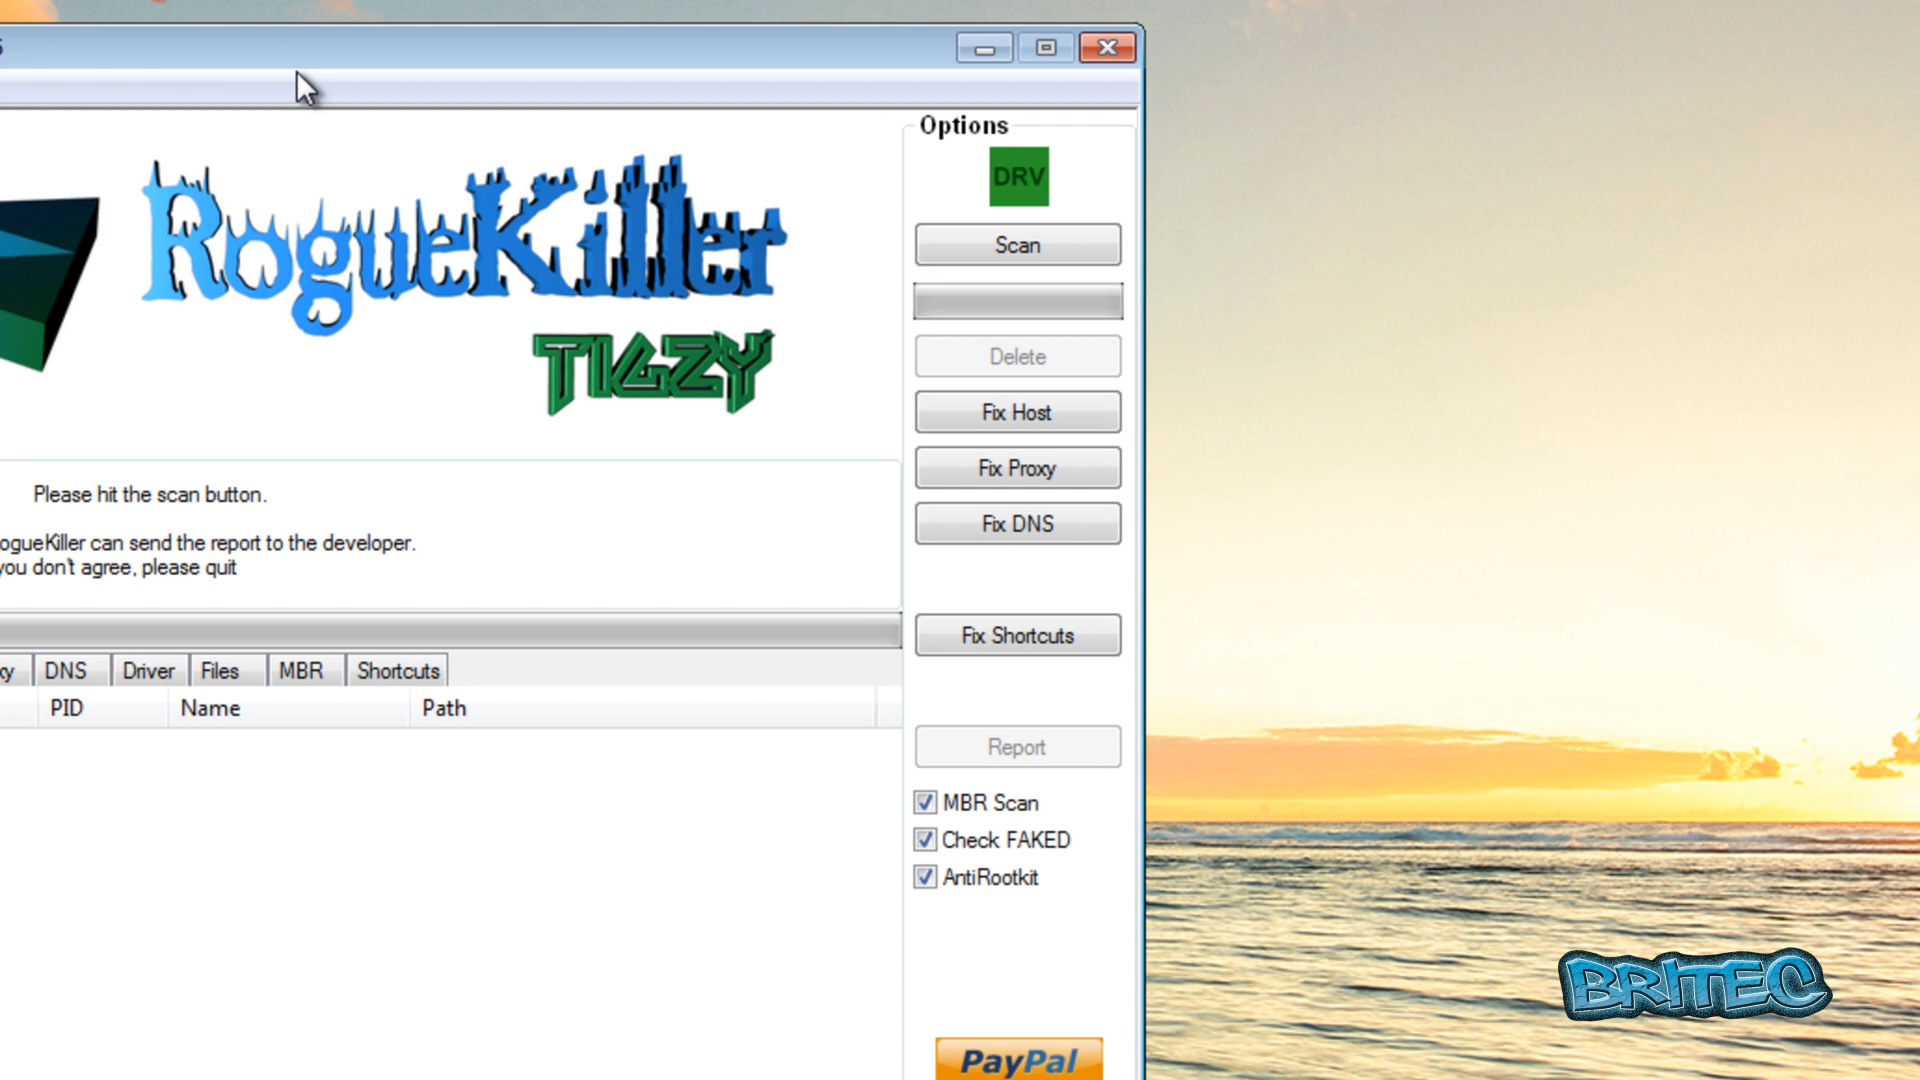 Options
DRV
RogueKiller
TIGZY
Scan
Delete
Fix Host
Fix Proxy
Fix DNS
Please hit the scan button.
ogueKiller can send the report to the developer.
you don't agree, please quit
Fix Shortcuts
xy DNS Driver Files MBR Shortcuts
PID Name Path
Report
MBR Scan
Check FAKED
AntiRootkit
BRITEC
PayPal